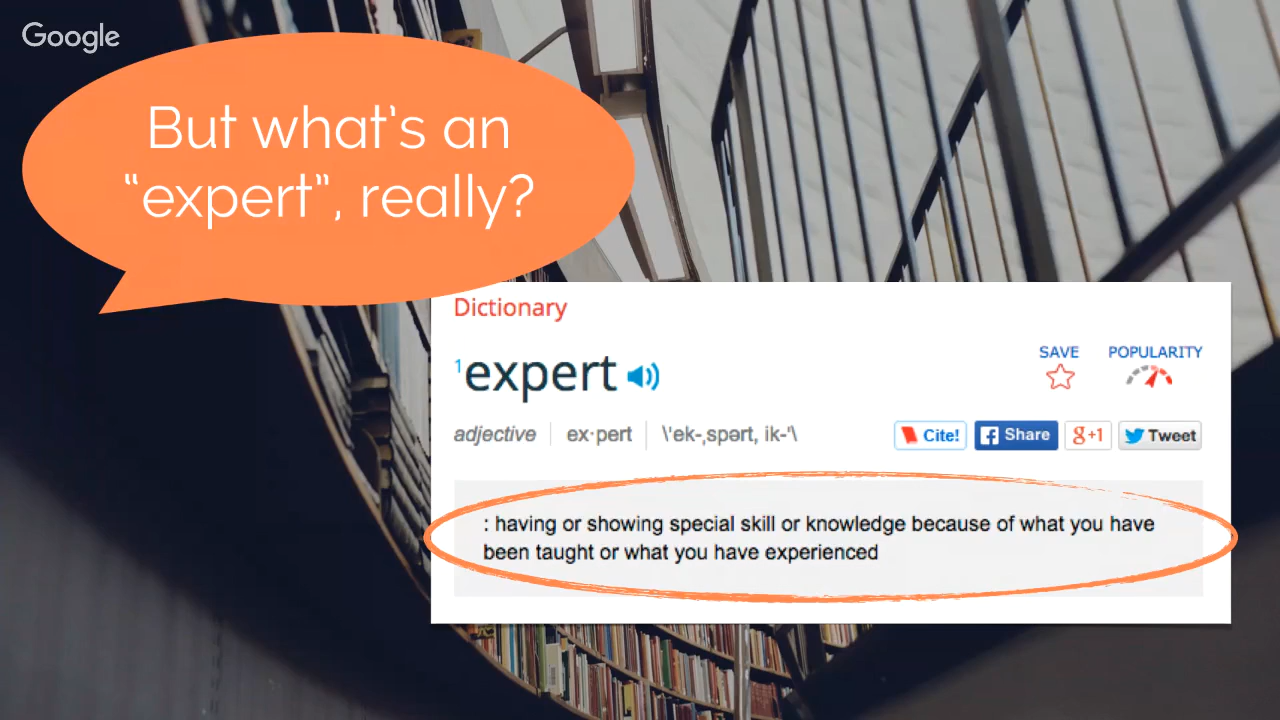 Google
But what's an
“expert”, really?
Dictionary
1expert
SAVE
POPULARITY
adjective
ex·pert
\ˈek-ˌspərt, ik-ˈ\
Cite!
Share
g+1
Tweet
: having or showing special skill or knowledge because of what you have
been taught or what you have experienced